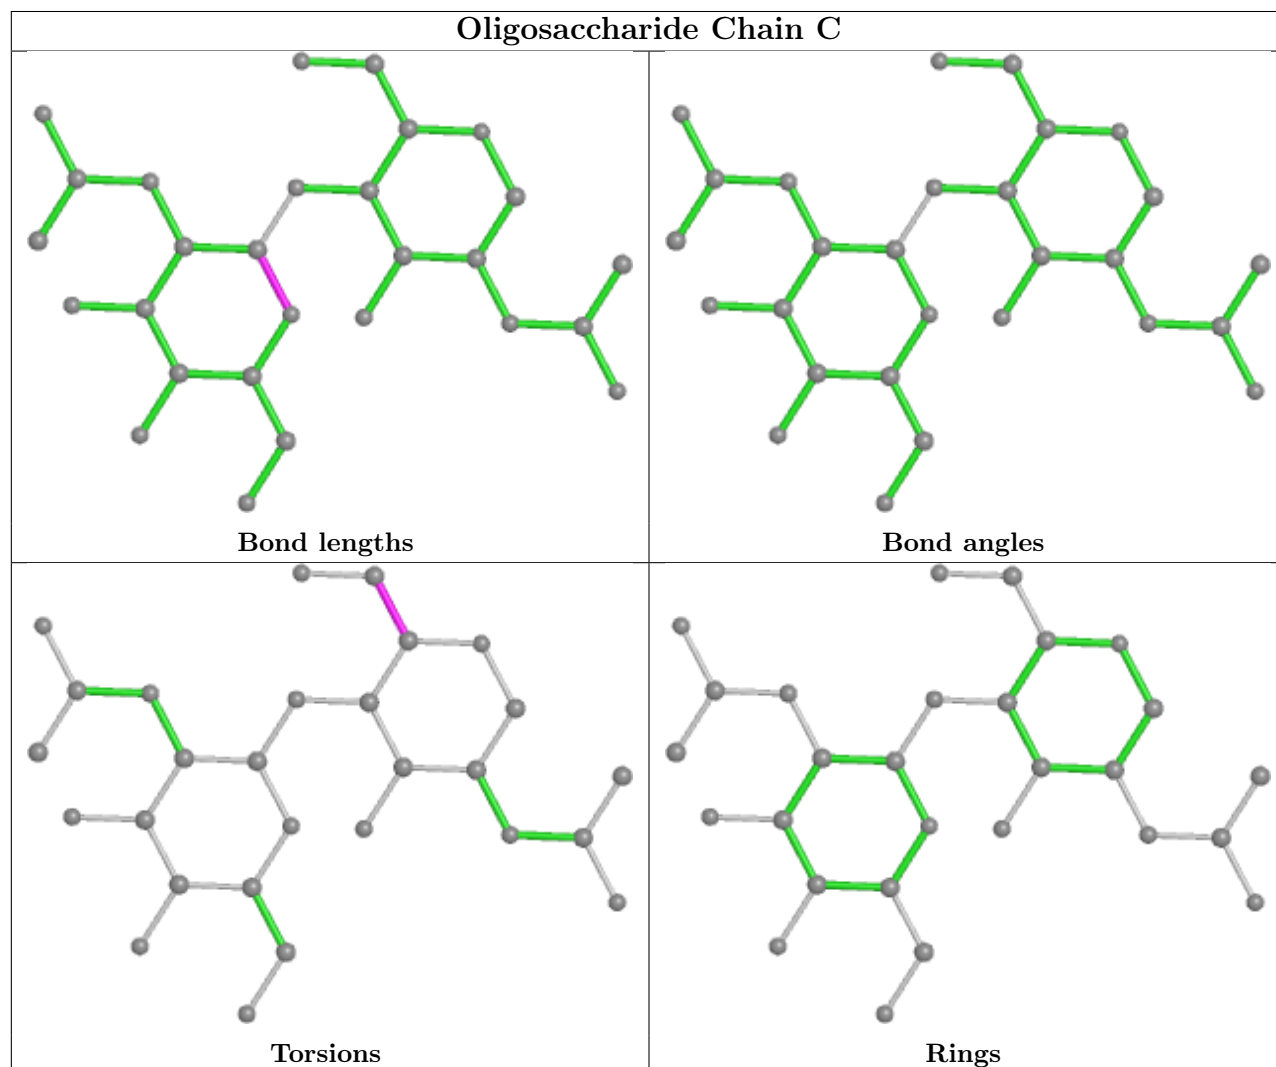 Oligosaccharide Chain C
Bond lengths
Bond angles
Torsions
Rings